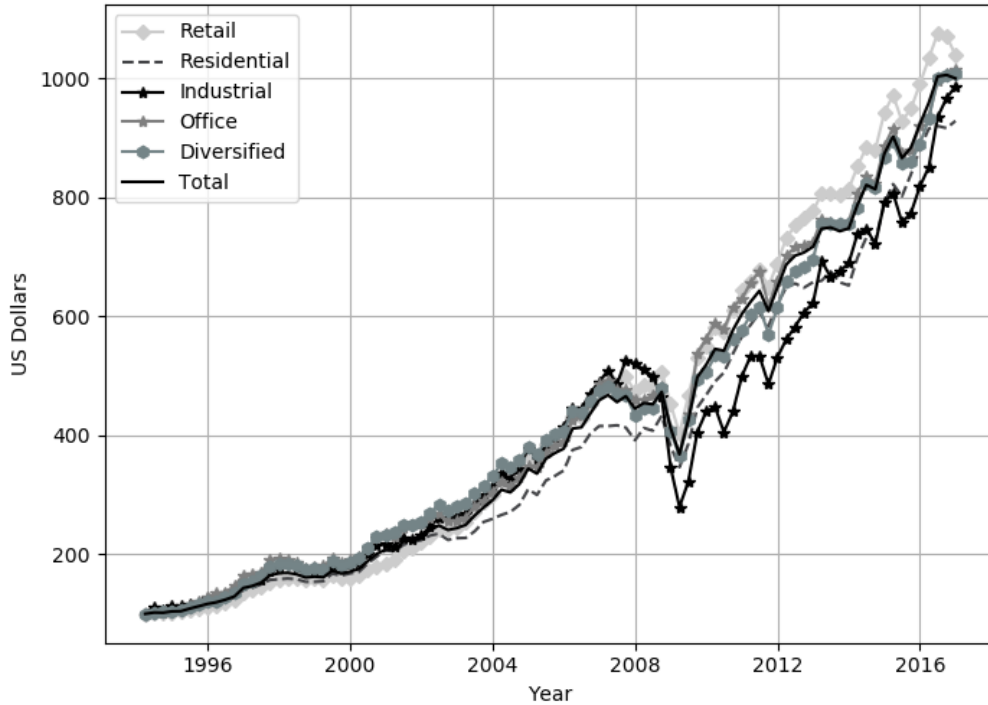 Retail
Residential
Industrial
Office
Diversified
Total
1000
800
600
400
200
US Dollars
1996
2000
2004
2008
2012
2016
Year